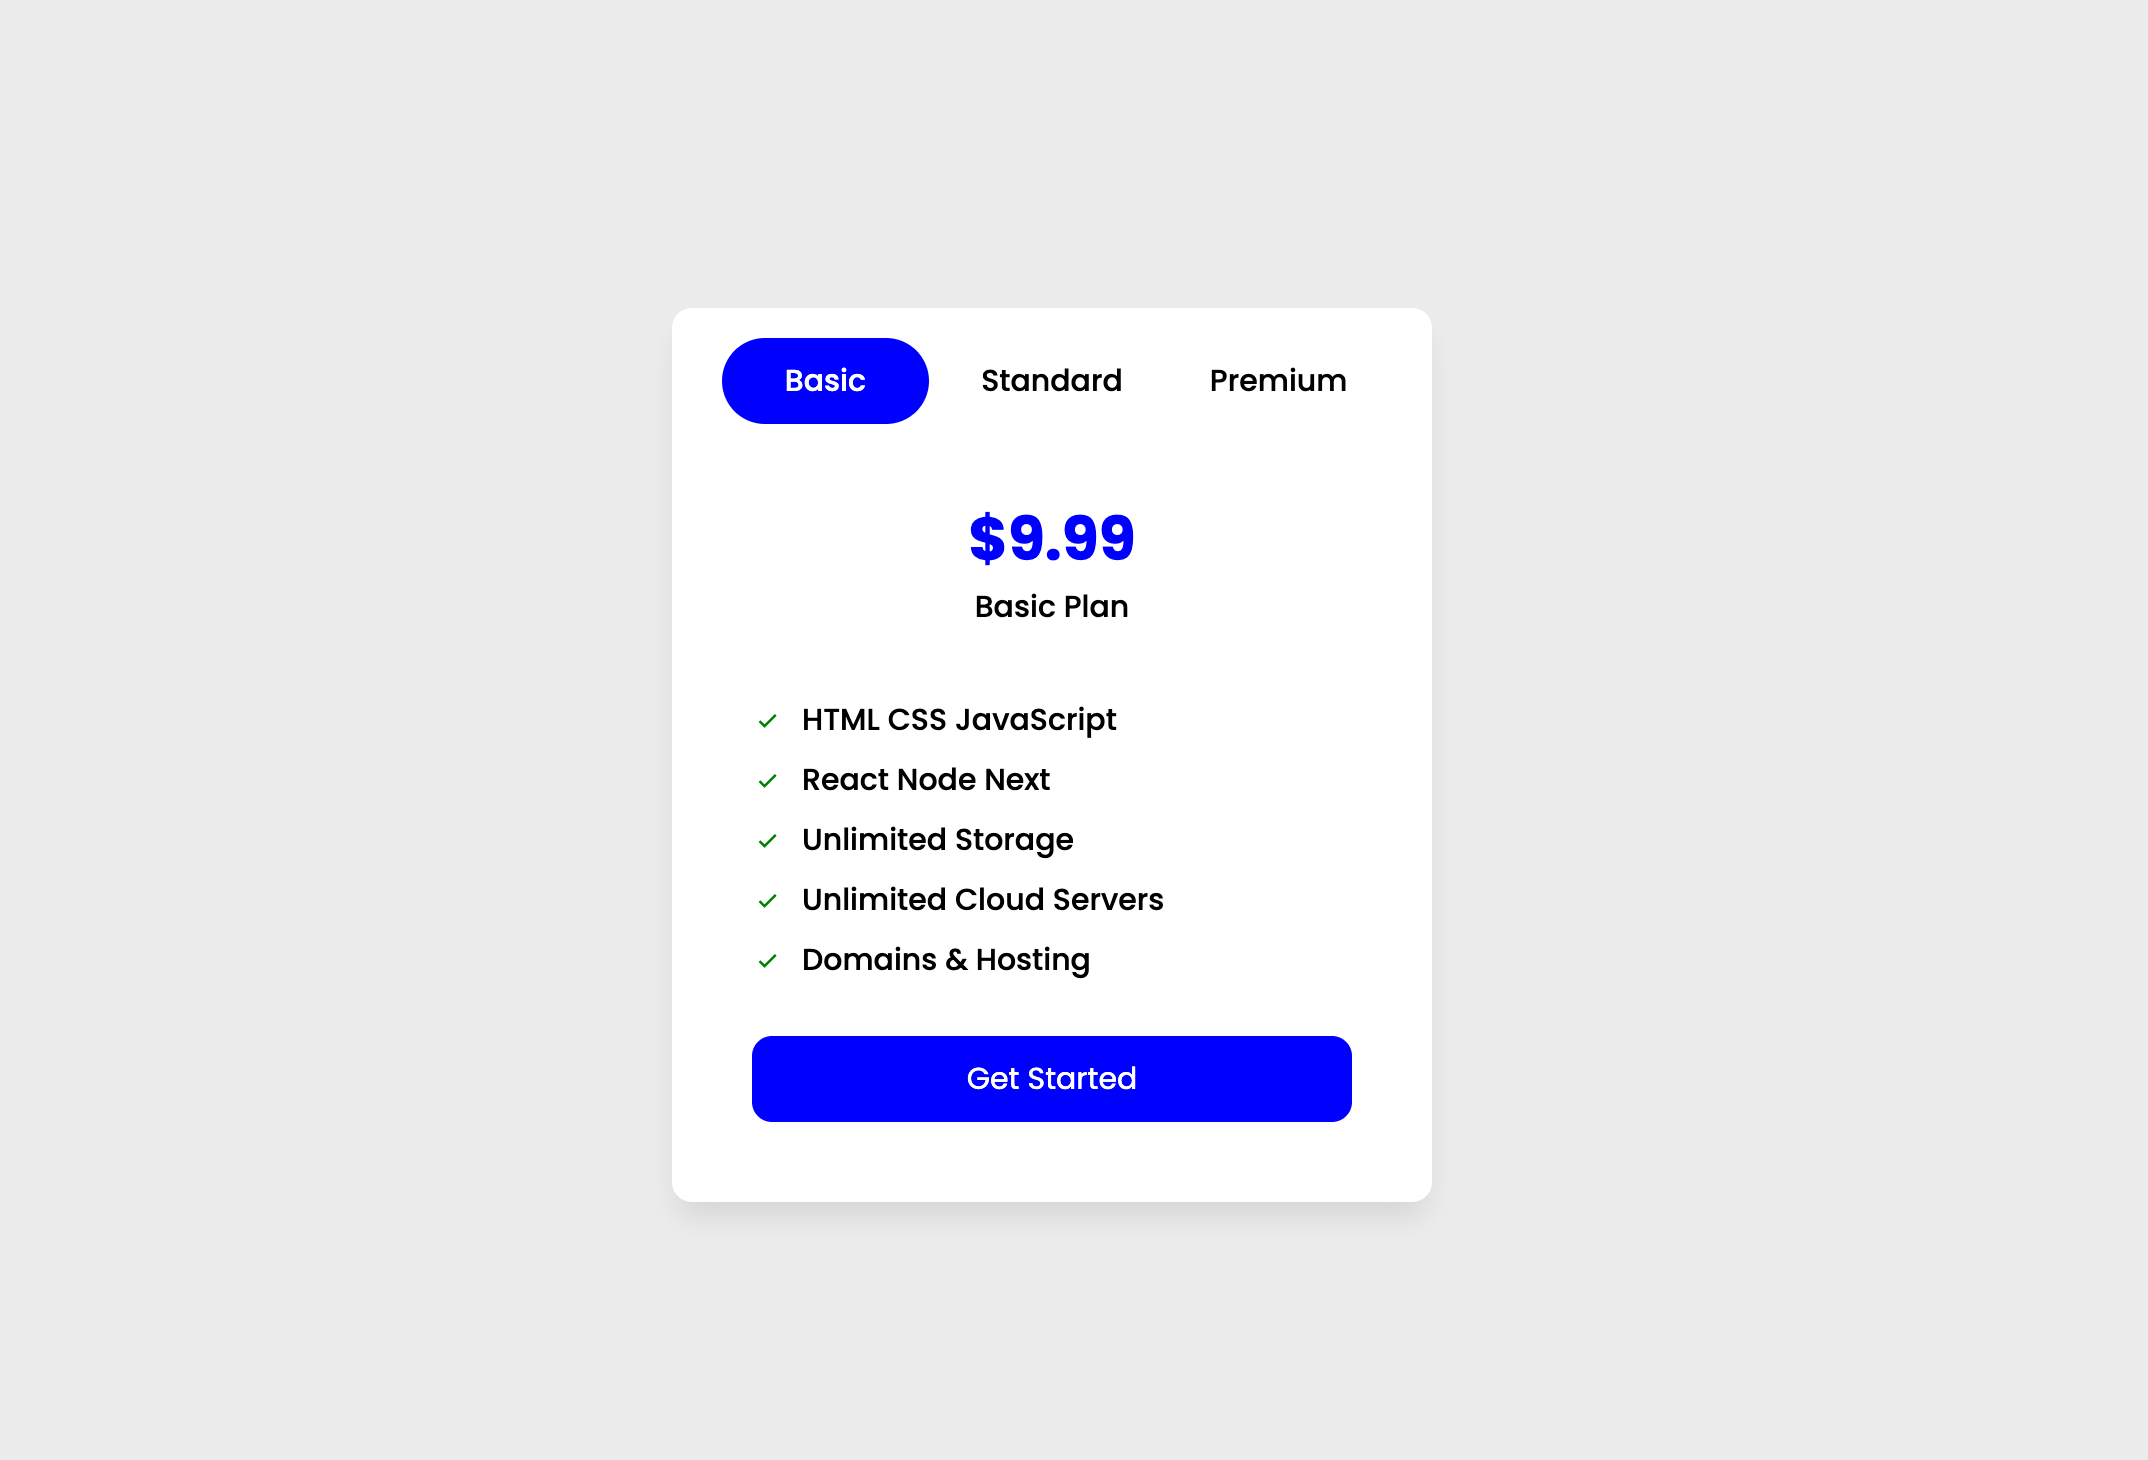 Basic Standard Premium
$9.99
Basic Plan
HTML CSS JavaScript
React Node Next
Unlimited Storage
Unlimited Cloud Servers
Domains & Hosting
Get Started